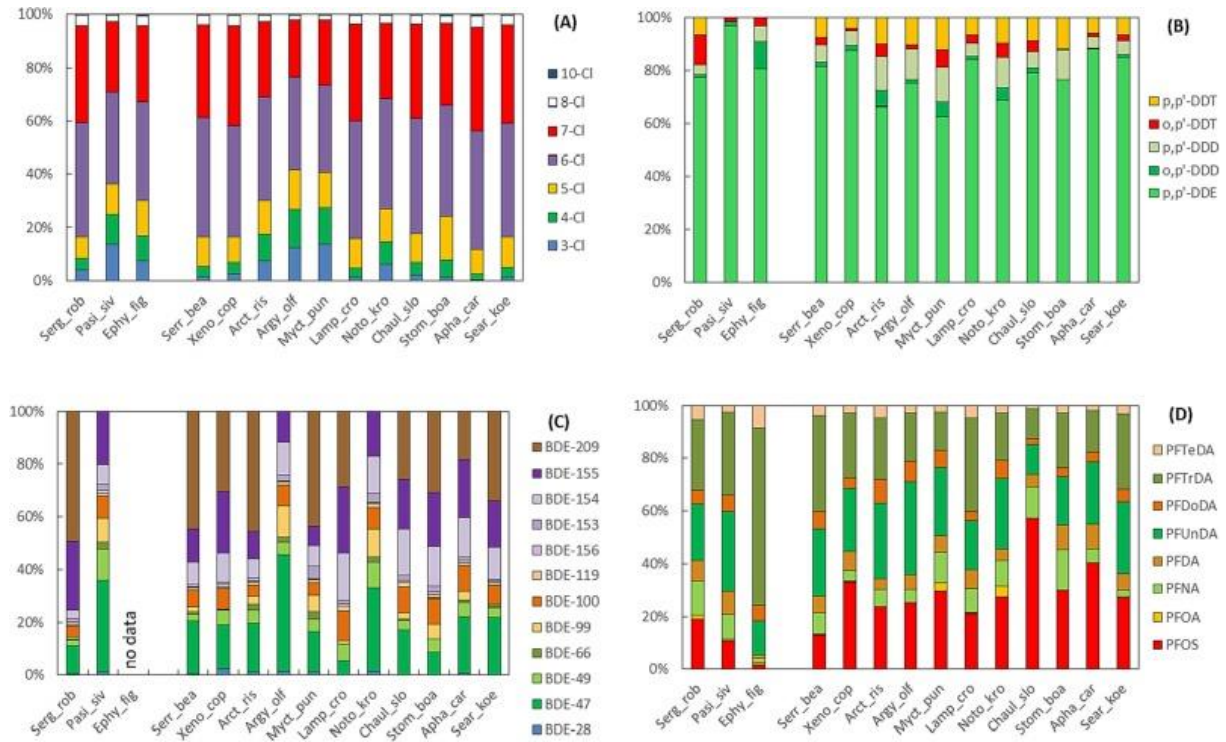 (A)
100%
80%
60%
40%
20%
0%
10-Cl
8-Cl
7-Cl
6-Cl
5-Cl
4-Cl
3-Cl
Serg_rob
Pasi_siv
Ephy_fig
Serr_bea
Xeno_cop
Arct_ris
Argy_olf
Myct_pun
Lamp_cro
Noto_kro
Chaul_slo
Stom_boa
Apha_car
Sear_koe
(B)
100%
80%
60%
40%
20%
0%
p,p'-DDT
o,p'-DDT
p,p'-DDD
o,p'-DDD
p,p'-DDE
Serg_rob
Pasi_siv
Ephy_fig
Serr_bea
Xeno_cop
Arct_ris
Argy_olf
Myct_pun
Lamp_cro
Noto_kro
Chaul_slo
Stom_boa
Apha_car
Sear_koe
(C)
100%
80%
60%
40%
20%
0%
no data
BDE-209
BDE-155
BDE-154
BDE-153
BDE-156
BDE-119
BDE-100
BDE-99
BDE-66
BDE-49
BDE-47
BDE-28
Serg_rob
Pasi_siv
Ephy_fig
Serr_bea
Xeno_cop
Arct_ris
Argy_olf
Myct_pun
Lamp_cro
Noto_kro
Chaul_slo
Stom_boa
Apha_car
Sear_koe
(D)
100%
80%
60%
40%
20%
0%
PFTeDA
PFTrDA
PFDoDA
PFUnDA
PFDA
PFNA
PFOA
PFOS
Serg_rob
Pasi_siv
Ephy_fig
Serr_bea
Xeno_cop
Arct_ris
Argy_olf
Myct_pun
Lamp_cro
Noto_kro
Chaul_slo
Stom_boa
Apha_car
Sear_koe